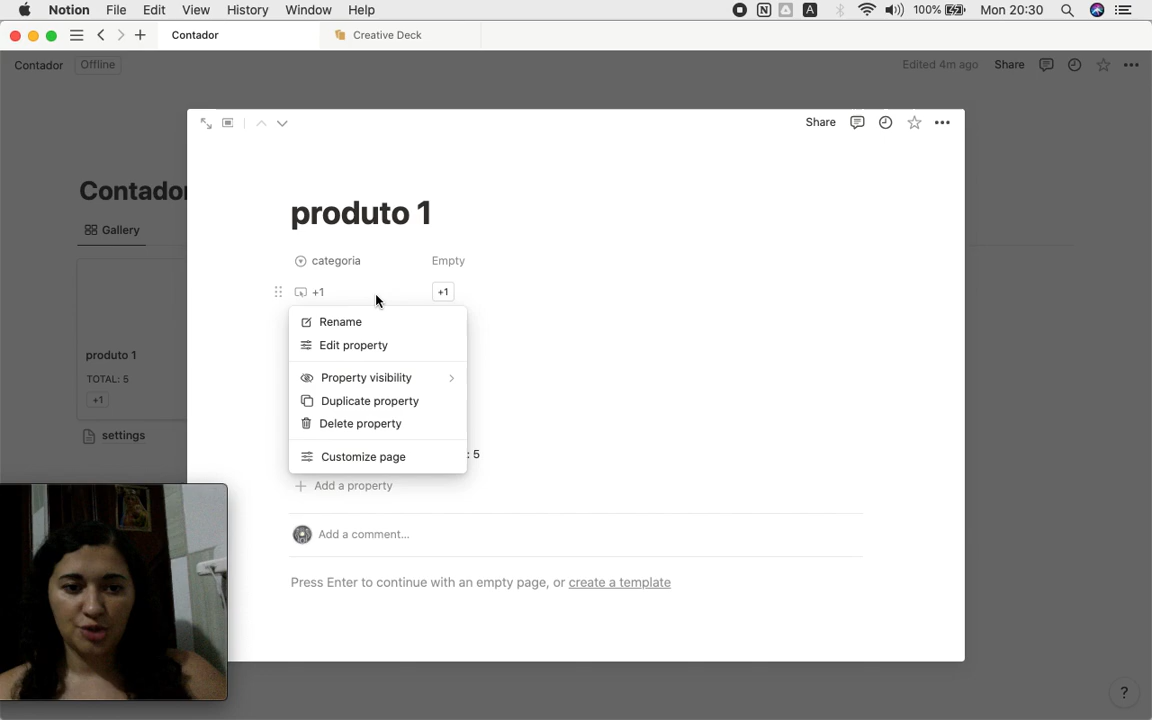 Notion File Edit View History Window Help 100% Mon 20:30
Contador Creative Deck
Contador Offline Edited 4m ago Share
Share
Contador
produto 1
Gallery
categoria Empty
+1 +1
Rename
Edit property
produto 1
TOTAL: 5
Property visibility
+1
Duplicate property
Delete property
settings
Customize page
: 5
Add a property
Add a comment...
Press Enter to continue with an empty page, or create a template
?